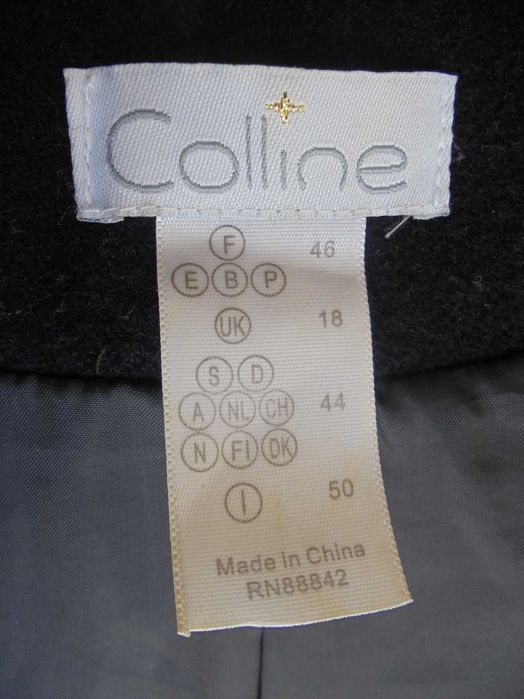 Colline
F 46
E B P
UK 18
S D
A NL CH 44
N FI DK
I 50
Made in China
RN88842